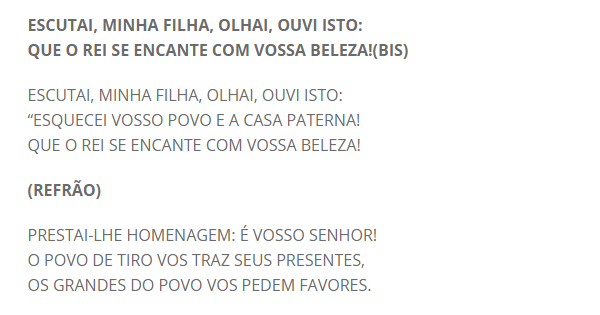 ESCUTAI, MINHA FILHA, OLHAI, OUVI ISTO:
QUE O REI SE ENCANTE COM VOSSA BELEZA!(BIS)
ESCUTAI, MINHA FILHA, OLHAI, OUVI ISTO:
“ESQUECEI VOSSO POVO E A CASA PATERNA!
QUE O REI SE ENCANTE COM VOSSA BELEZA!
(REFRÃO)
PRESTAI-LHE HOMENAGEM: É VOSSO SENHOR!
O POVO DE TIRO VOS TRAZ SEUS PRESENTES,
OS GRANDES DO POVO VOS PEDEM FAVORES.